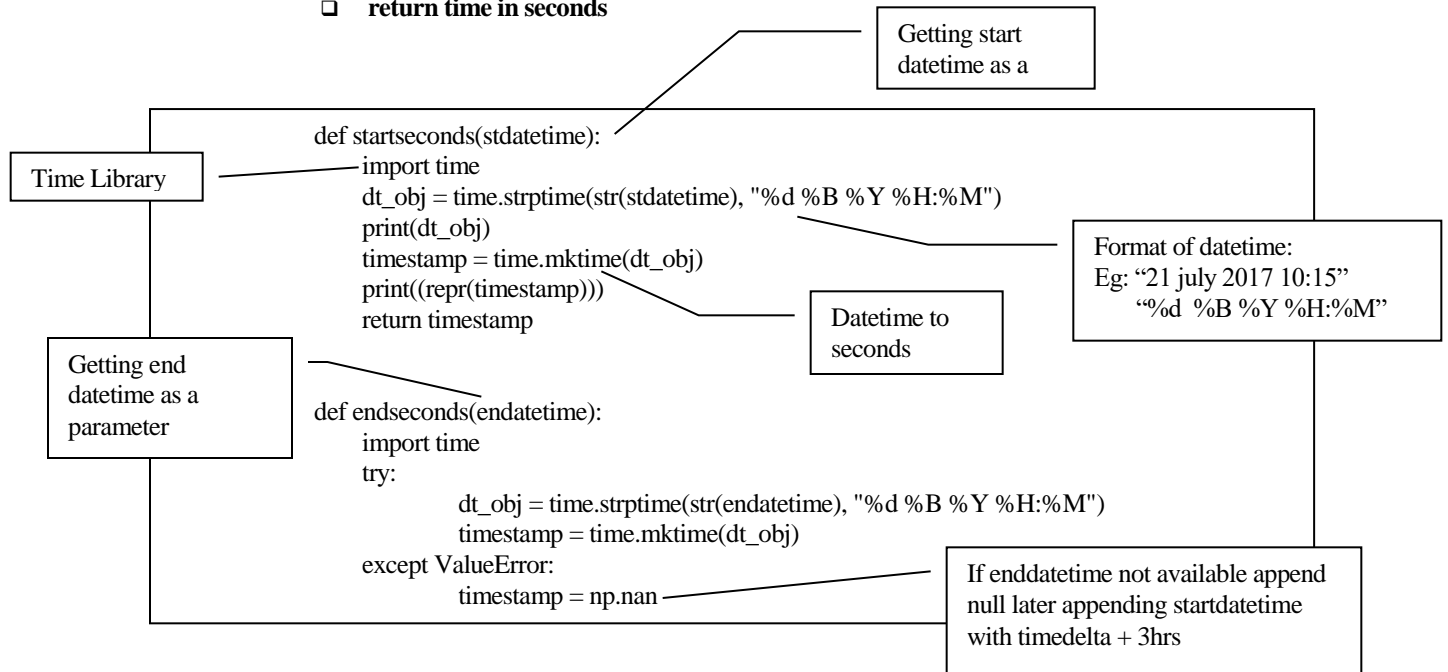 ❑ return time in seconds
Getting start
datetime as a
def startseconds(stdatetime):
import time
Time Library
dt_obj = time.strptime(str(stdatetime), "%d %B %Y %H:%M")
print(dt_obj)
timestamp = time.mktime(dt_obj)
print((repr(timestamp)))
return timestamp
Format of datetime:
Eg: “21 july 2017 10:15”
“%d %B %Y %H:%M”
Datetime to
seconds
Getting end
datetime as a
parameter
def endseconds(endatetime):
import time
try:
dt_obj = time.strptime(str(endatetime), "%d %B %Y %H:%M")
timestamp = time.mktime(dt_obj)
except ValueError:
timestamp = np.nan
If enddatetime not available append
null later appending startdatetime
with timedelta + 3hrs